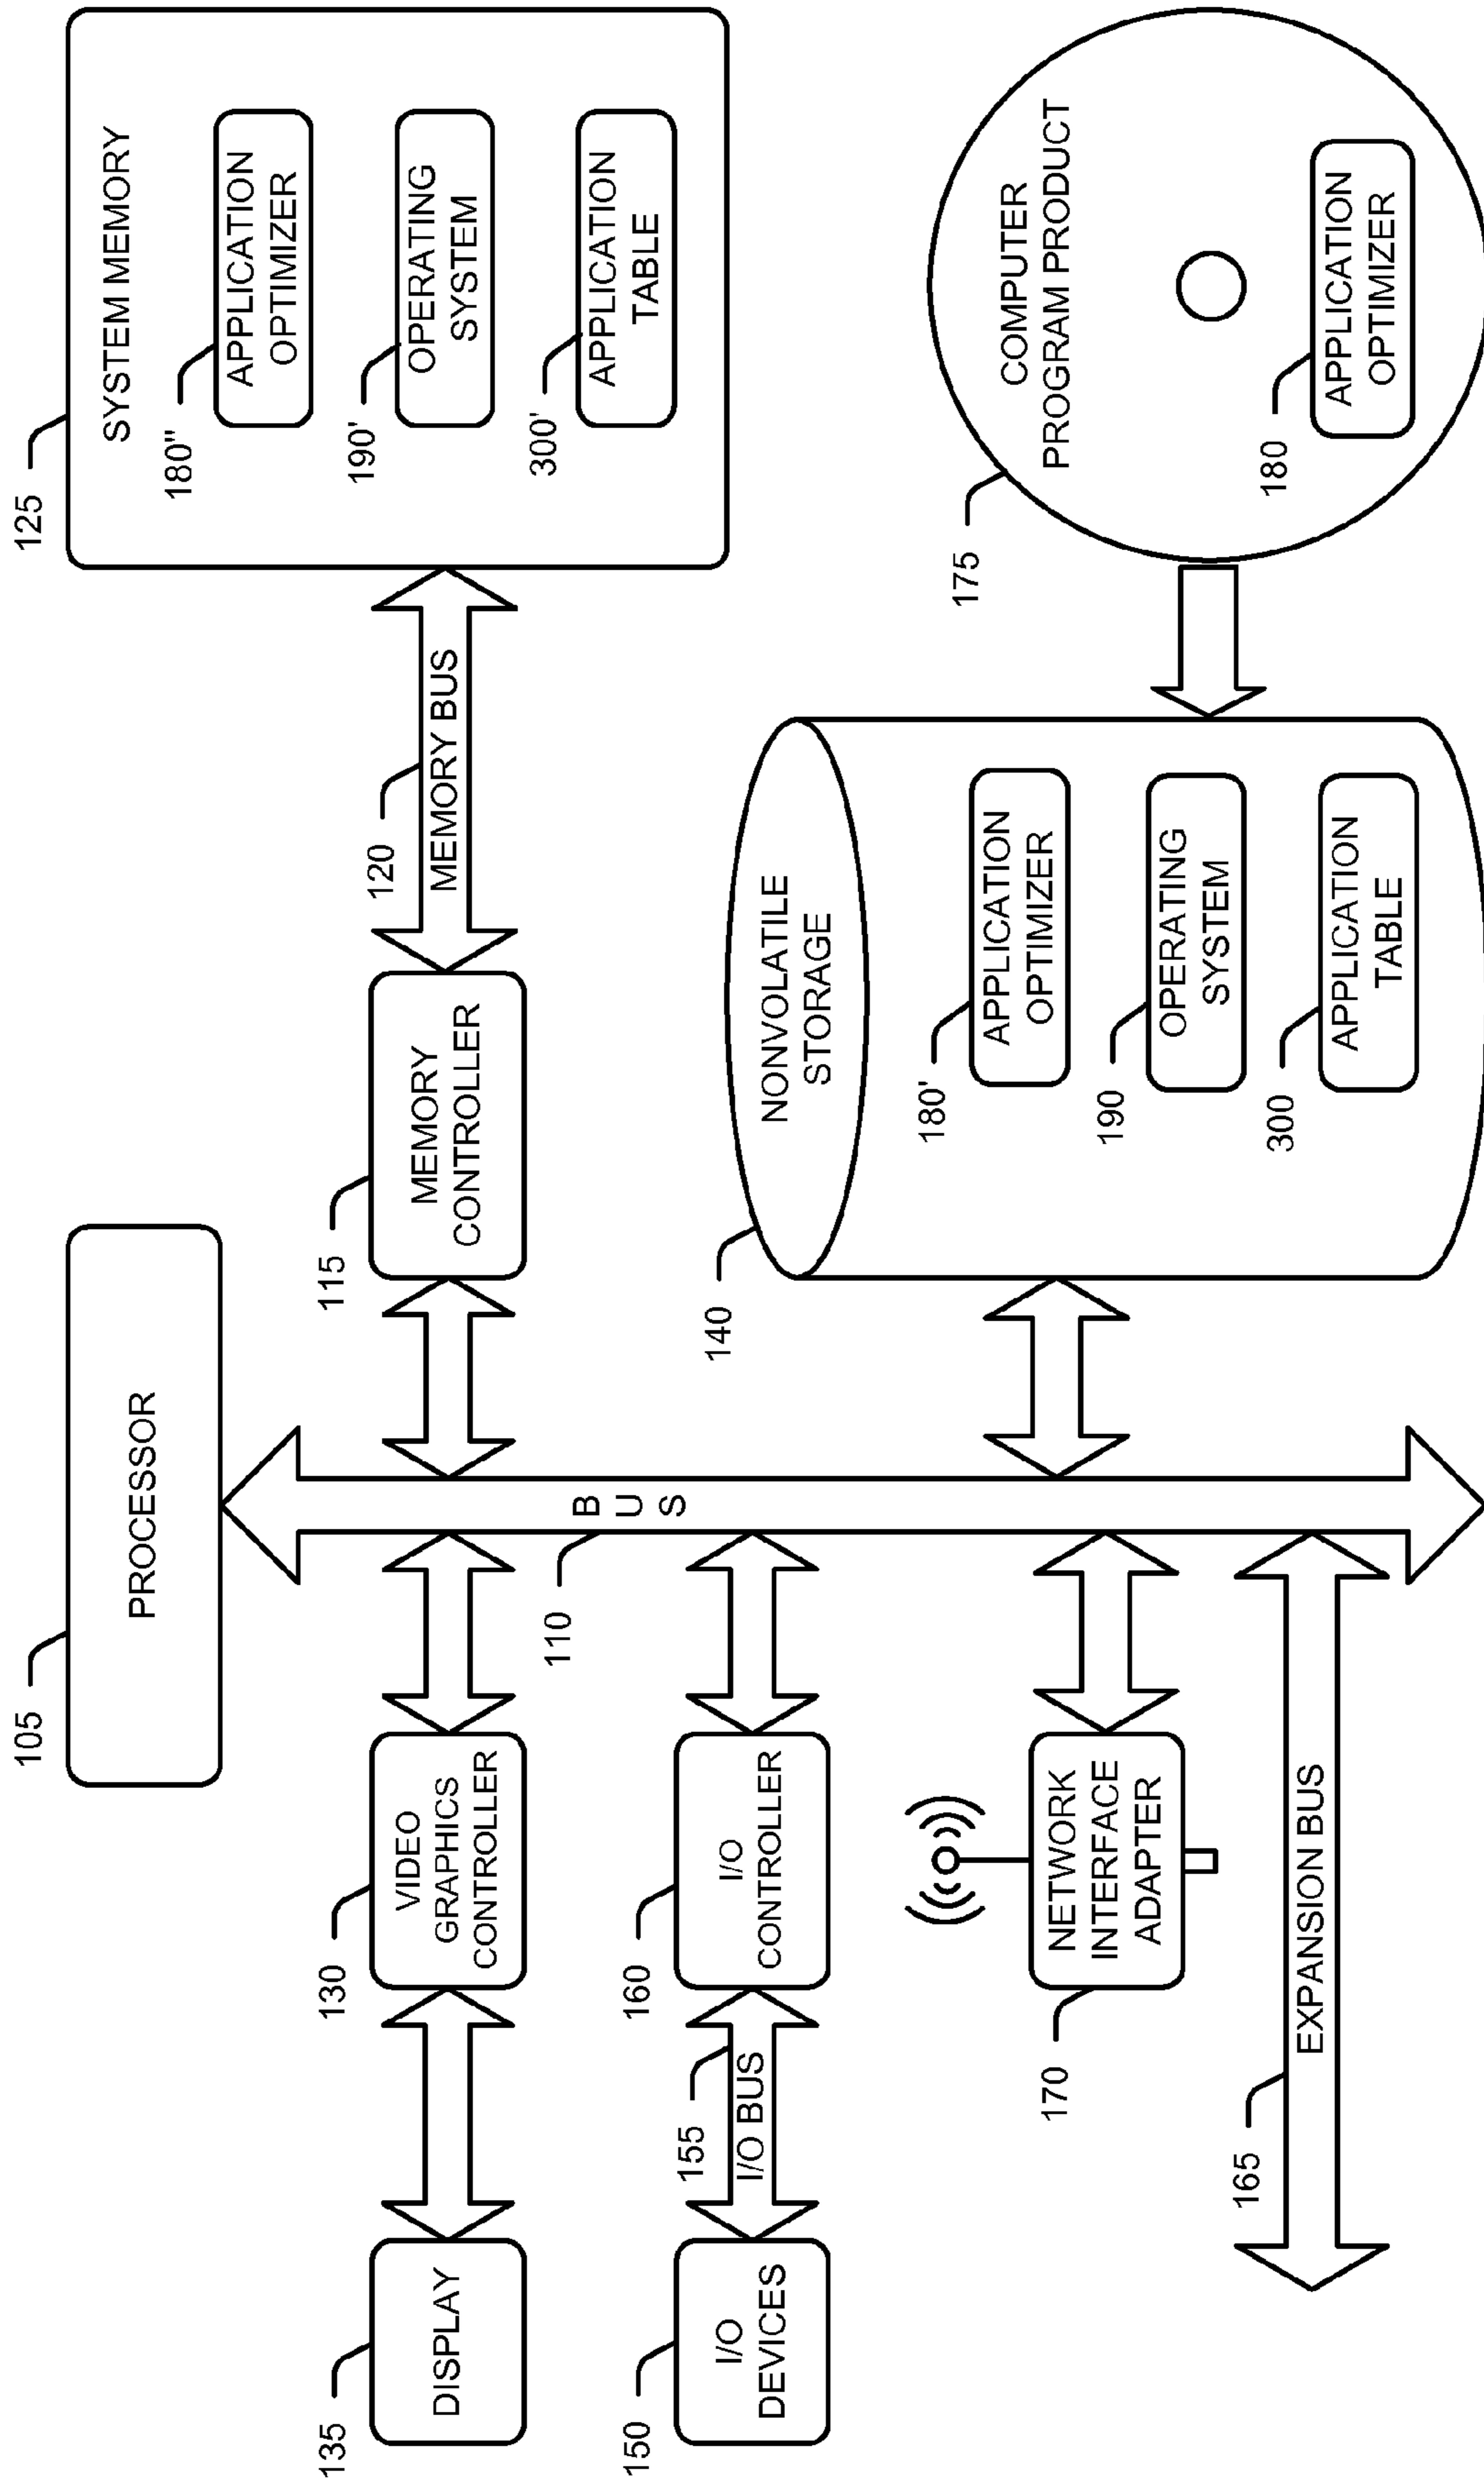 105
PROCESSOR
125
SYSTEM MEMORY
180"
APPLICATION
OPTIMIZER
190'
OPERATING
SYSTEM
300'
APPLICATION
TABLE
135
DISPLAY
130
VIDEO
GRAPHICS
CONTROLLER
110
BUS
115
MEMORY
CONTROLLER
120
MEMORY BUS
150
I/O
DEVICES
155
I/O BUS
160
I/O
CONTROLLER
140
NONVOLATILE
STORAGE
180'
APPLICATION
OPTIMIZER
190
OPERATING
SYSTEM
300
APPLICATION
TABLE
175
COMPUTER
PROGRAM PRODUCT
180
APPLICATION
OPTIMIZER
170
NETWORK
INTERFACE
ADAPTER
165
EXPANSION BUS